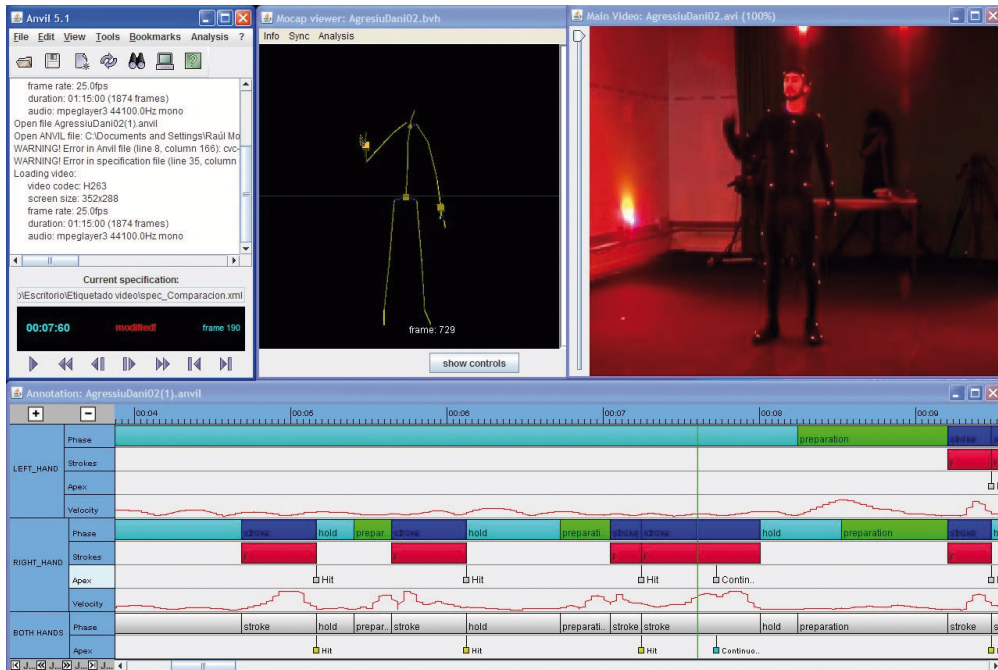 Anvil 5.1
File Edit View Tools Bookmarks Analysis ?
frame rate: 25.0fps
duration: 01:15:00 (1874 frames)
audio: mpeglayer3 44100.0Hz mono
Open file AgresiuDani02(1).anvil
Open ANVIL file: C:\Documents and Settings\Raúl Mo
WARNING! Error in Anvil file (line 8, column 166): cvc-
WARNING! Error in specification file (line 35, column
Loading video:
video codec: H263
screen size: 352x288
frame rate: 25.0fps
duration: 01:15:00 (1874 frames)
audio: mpeglayer3 44100.0Hz mono
Current specification:
o\Escritorio\Etiquetado video\spec_Comparacion.xml
00:07:60 modified! frame 190
Mocap viewer: AgresiuDani02.bvh
Info Sync Analysis
frame: 729
show controls
Main Video: AgresiuDani02.avi (100%)
Annotation: AgressiuDani02(1).anvil
00:04 00:05 00:06 00:07 00:08 00:09
LEFT_HAND
Phase preparation stroke
Strokes
Apex
Velocity
RIGHT_HAND
Phase stroke hold prepar.. stroke hold preparati.. stroke stroke hold preparation stroke
Strokes
Apex Hit Hit Hit Contin..
Velocity
BOTH HANDS
Phase stroke hold prepar.. stroke hold preparati.. stroke stroke hold preparation stroke
Apex Hit Hit Hit Continuo..
J... J... J... J...